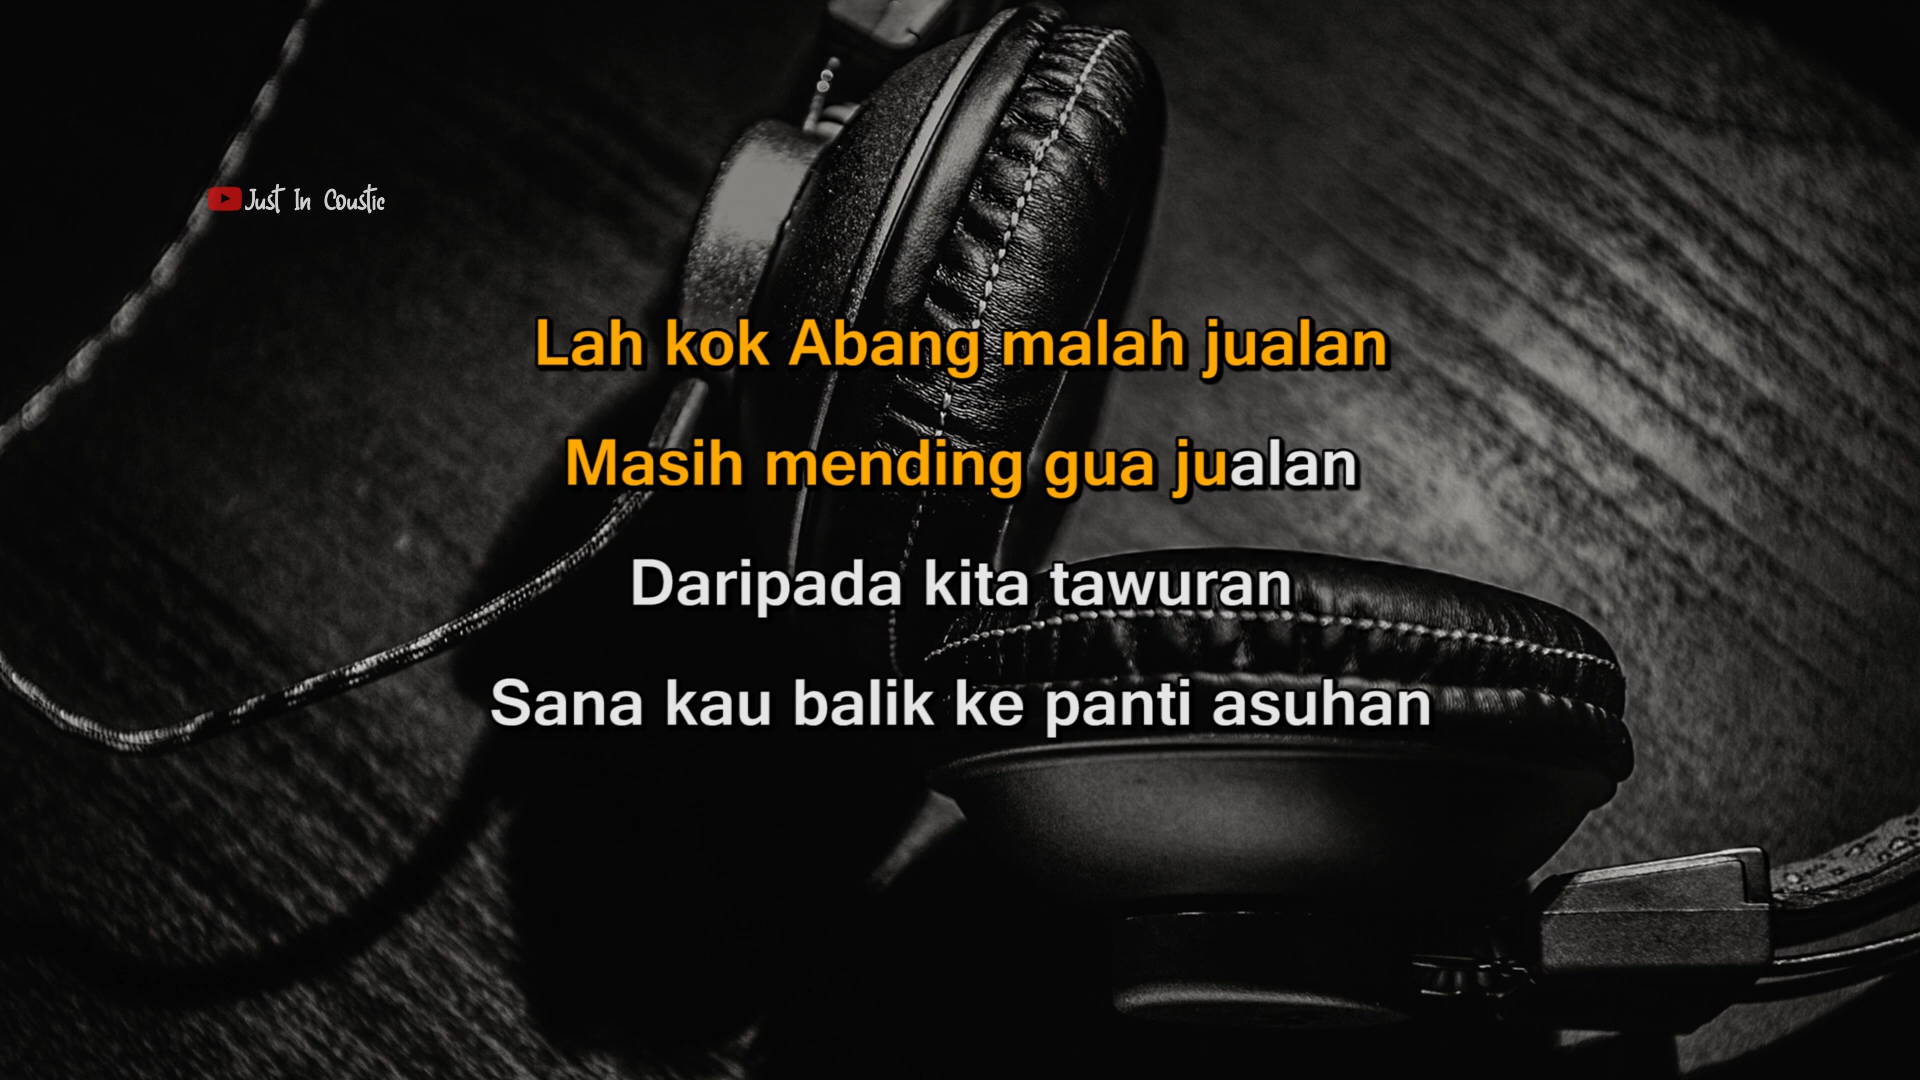 Just In Coustic
Lah kok Abang malah jualan
Masih mending gua jualan
Daripada kita tawuran
Sana kau balik ke panti asuhan